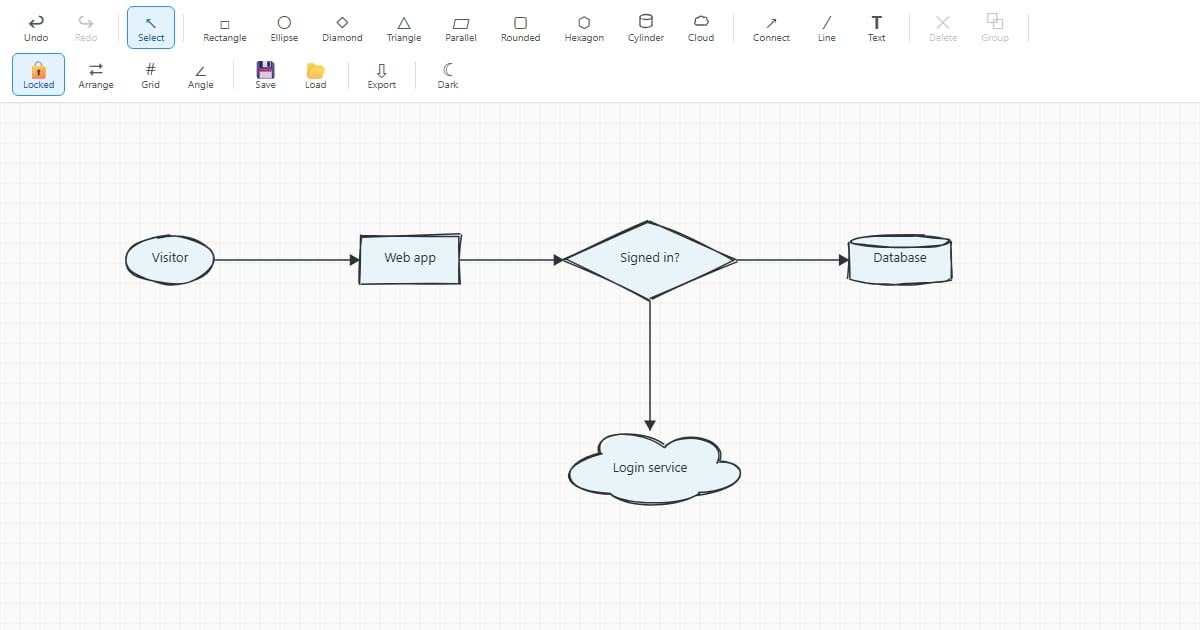 Undo
Redo
Select
Rectangle
Ellipse
Diamond
Triangle
Parallel
Rounded
Hexagon
Cylinder
Cloud
Connect
Line
Text
Delete
Group
Locked
Arrange
Grid
Angle
Save
Load
Export
Dark
Visitor
Web app
Signed in?
Database
Login service